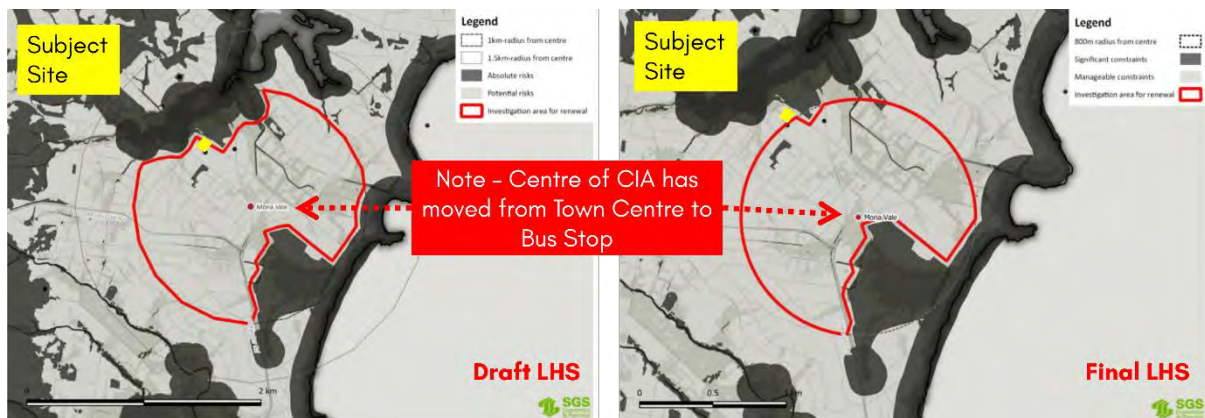 Subject
Site
Legend
1km-radius from centre
1.5km-radius from centre
Absolute risks
Potential risks
Investigation area for renewal
Mona Vale
0
2 km
Draft LHS
SGS
Note - Centre of CIA has
moved from Town Centre to
Bus Stop
Subject
Site
Legend
800m radius from centre
Significant constraints
Manageable constraints
Investigation area for renewal
Mona Vale
0
0.5
Final LHS
SGS